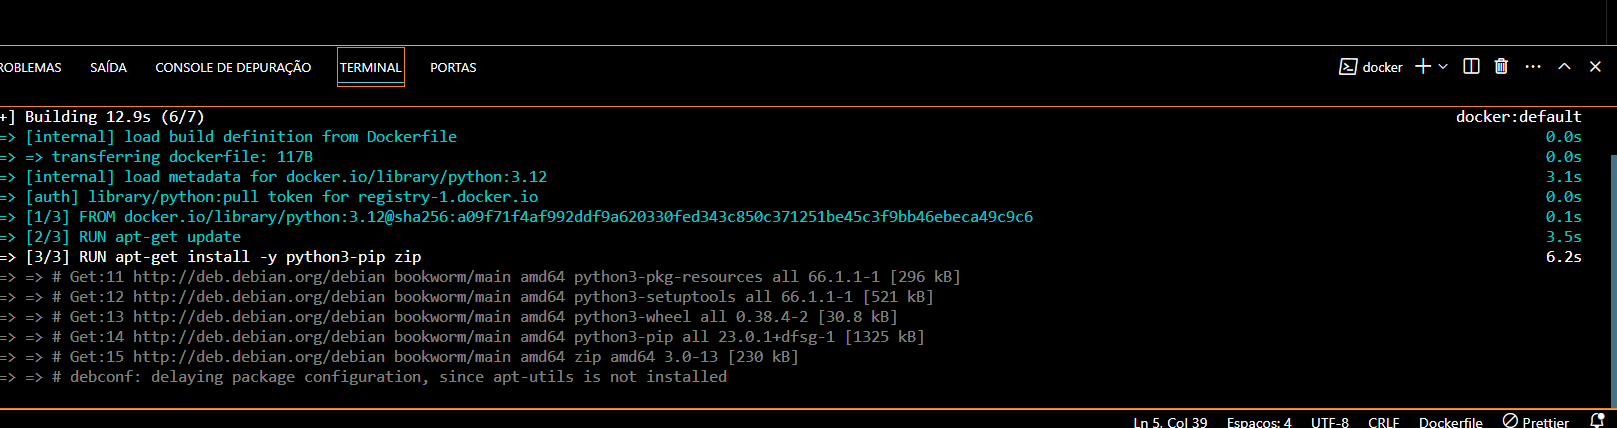 ROBLEMAS SAÍDA CONSOLE DE DEPURAÇÃO TERMINAL PORTAS docker
+] Building 12.9s (6/7) docker:default
=> [internal] load build definition from Dockerfile 0.0s
=> => transferring dockerfile: 117B 0.0s
=> [internal] load metadata for docker.io/library/python:3.12 3.1s
=> [auth] library/python:pull token for registry-1.docker.io 0.0s
=> [1/3] FROM docker.io/library/python:3.12@sha256:a09f71f4af992ddf9a620330fed343c850c371251be45c3f9bb46ebeca49c9c6 0.1s
=> [2/3] RUN apt-get update 3.5s
=> [3/3] RUN apt-get install -y python3-pip zip 6.2s
=> => # Get:11 http://deb.debian.org/debian bookworm/main amd64 python3-pkg-resources all 66.1.1-1 [296 kB]
=> => # Get:12 http://deb.debian.org/debian bookworm/main amd64 python3-setuptools all 66.1.1-1 [521 kB]
=> => # Get:13 http://deb.debian.org/debian bookworm/main amd64 python3-wheel all 0.38.4-2 [30.8 kB]
=> => # Get:14 http://deb.debian.org/debian bookworm/main amd64 python3-pip all 23.0.1+dfsg-1 [1325 kB]
=> => # Get:15 http://deb.debian.org/debian bookworm/main amd64 zip amd64 3.0-13 [230 kB]
=> => # debconf: delaying package configuration, since apt-utils is not installed
Ln 5, Col 39 Espaços: 4 UTF-8 CRLF Dockerfile Prettier